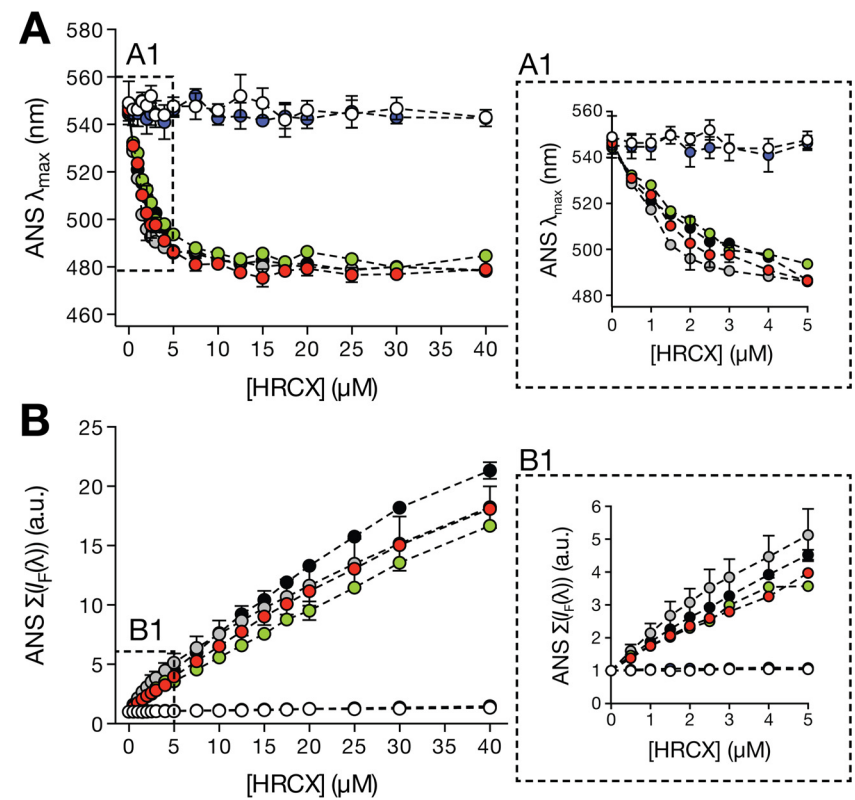 A
A1
580
560
540
520
500
480
460
ANS λmax (nm)
0 5 10 15 20 25 30 35 40
[HRCX] (µM)
A1
560
540
520
500
480
ANS λmax (nm)
0 1 2 3 4 5
[HRCX] (µM)
B
B1
25
20
15
10
5
0
ANS Σ(IF(λ)) (a.u.)
0 5 10 15 20 25 30 35 40
[HRCX] (µM)
B1
6
5
4
3
2
1
0
ANS Σ(IF(λ)) (a.u.)
0 1 2 3 4 5
[HRCX] (µM)